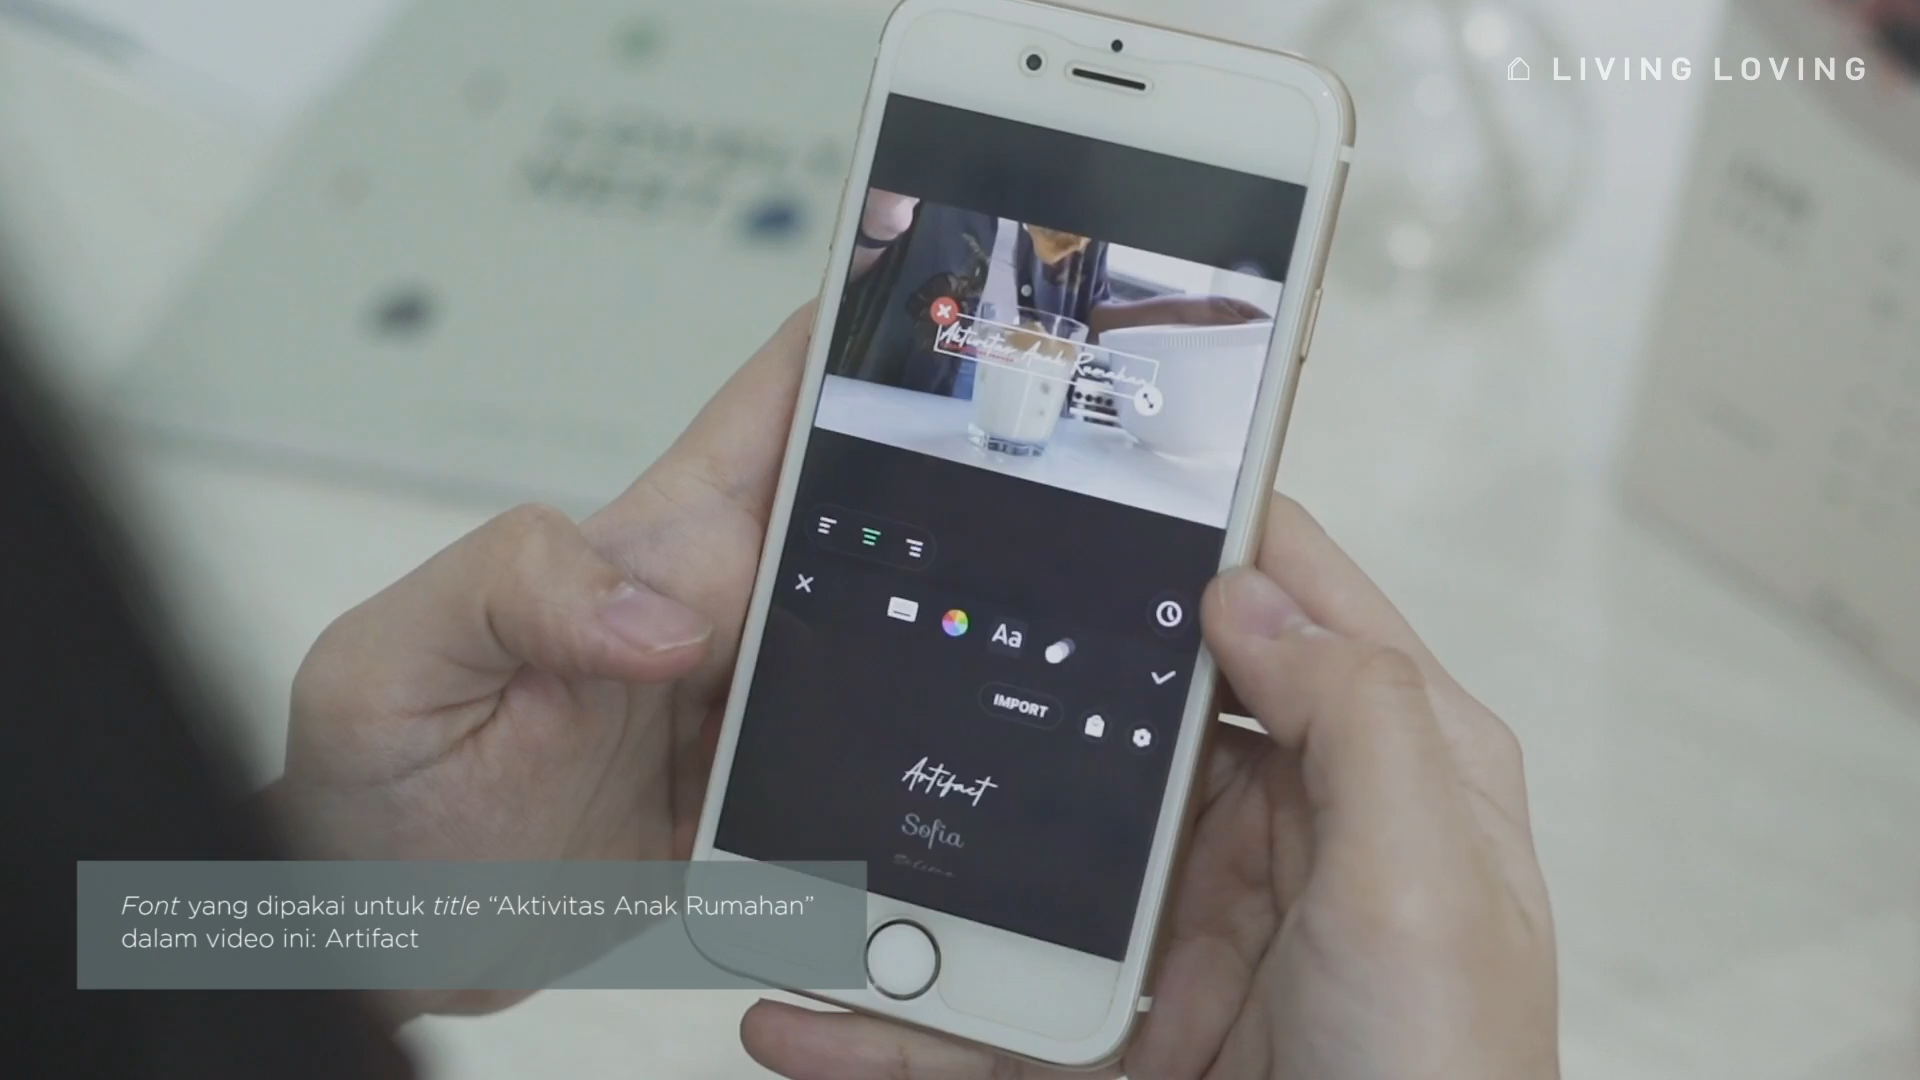 LIVING LOVING
Aktivitas Anak Rumahan
Aa
IMPORT
Artifact
Sofia
Font yang dipakai untuk title “Aktivitas Anak Rumahan”
dalam video ini: Artifact